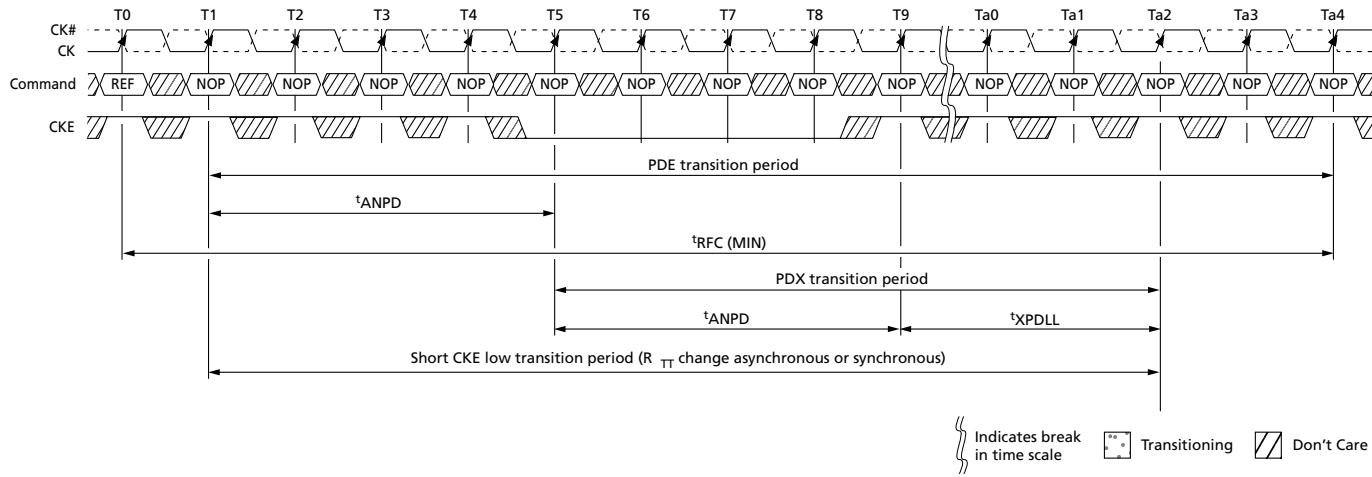 T0 T1 T2 T3 T4 T5 T6 T7 T8 T9 Ta0 Ta1 Ta2 Ta3 Ta4
CK#
CK
Command REF NOP NOP NOP NOP NOP NOP NOP NOP NOP NOP NOP NOP NOP NOP
CKE
PDE transition period
tANPD
tRFC (MIN)
PDX transition period
tANPD tXPDLL
Short CKE low transition period (R TT change asynchronous or synchronous)
Indicates break
in time scale
Transitioning
Don't Care